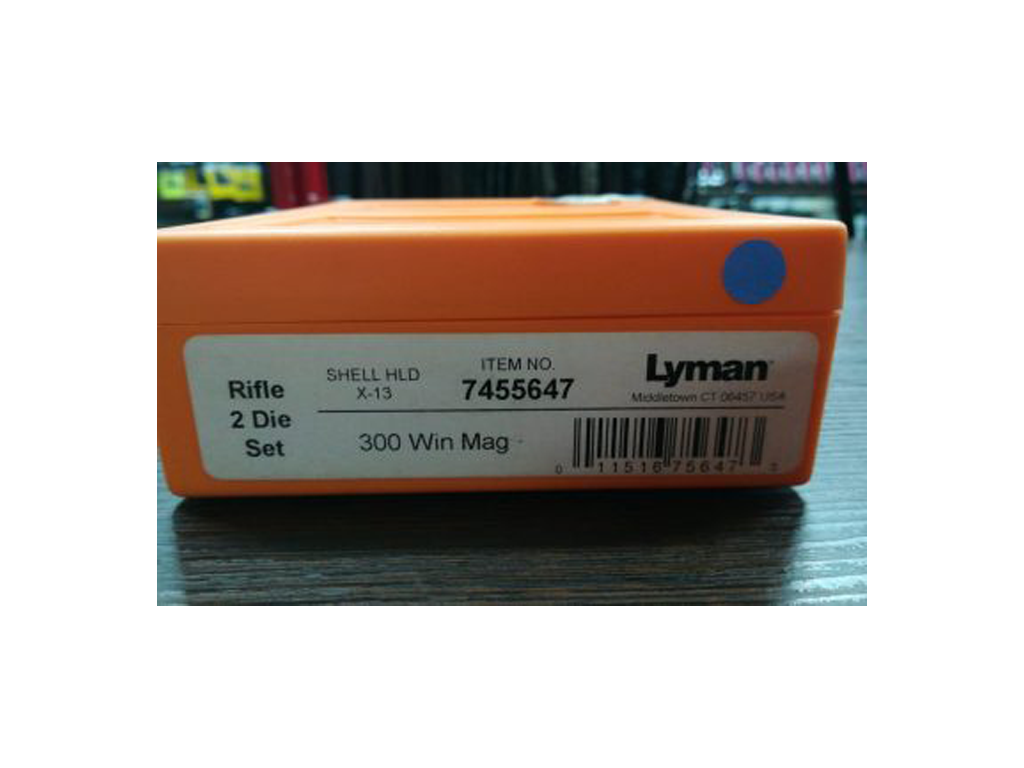 Rifle
2 Die
Set
SHELL HLD
X-13
ITEM NO.
7455647
Lyman
Middletown CT 06457 USA
300 Win Mag
0 11516 75647